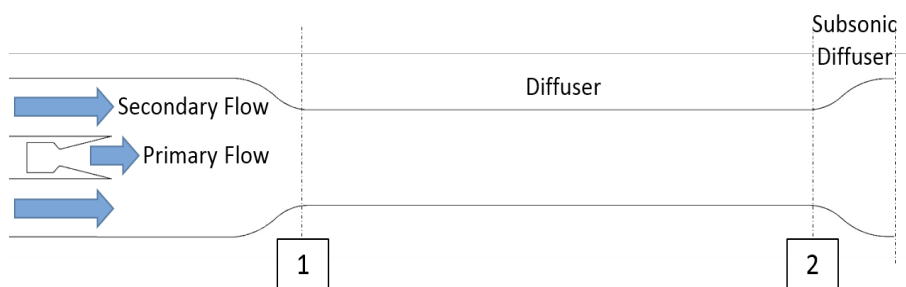 Subsonic
Diffuser
Diffuser
Secondary Flow
Primary Flow
1
2